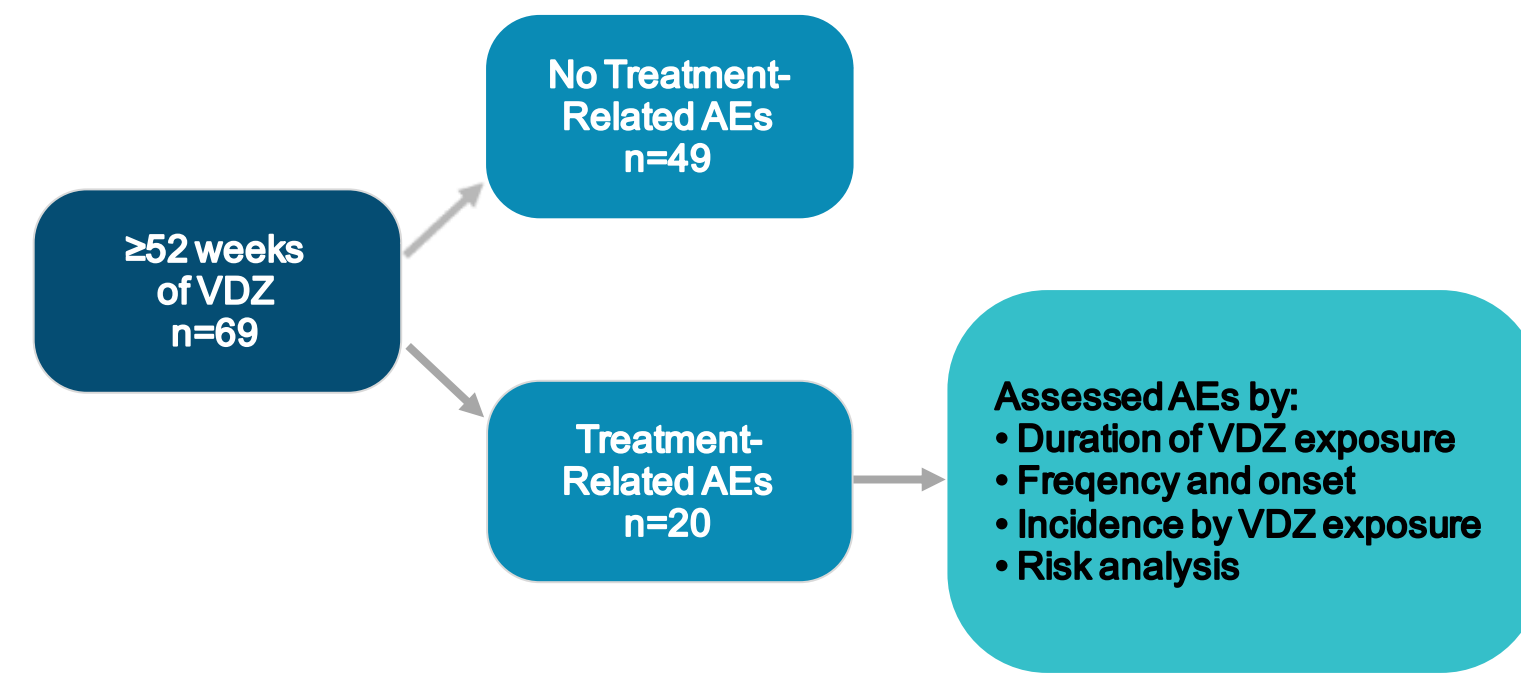 No Treatment-
Related AEs
n=49
≥52 weeks
of VDZ
n=69
Treatment-
Related AEs
n=20
Assessed AEs by:
• Duration of VDZ exposure
• Freqency and onset
• Incidence by VDZ exposure
• Risk analysis